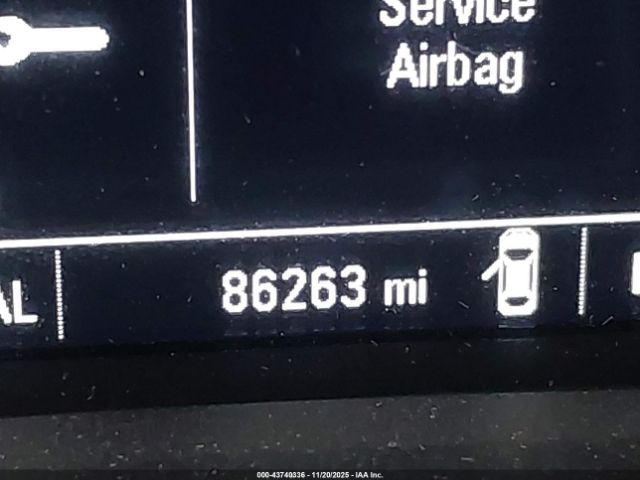 Service
Airbag
AL
86263 mi
000-43740336 - 11/20/2025 - IAA Inc.